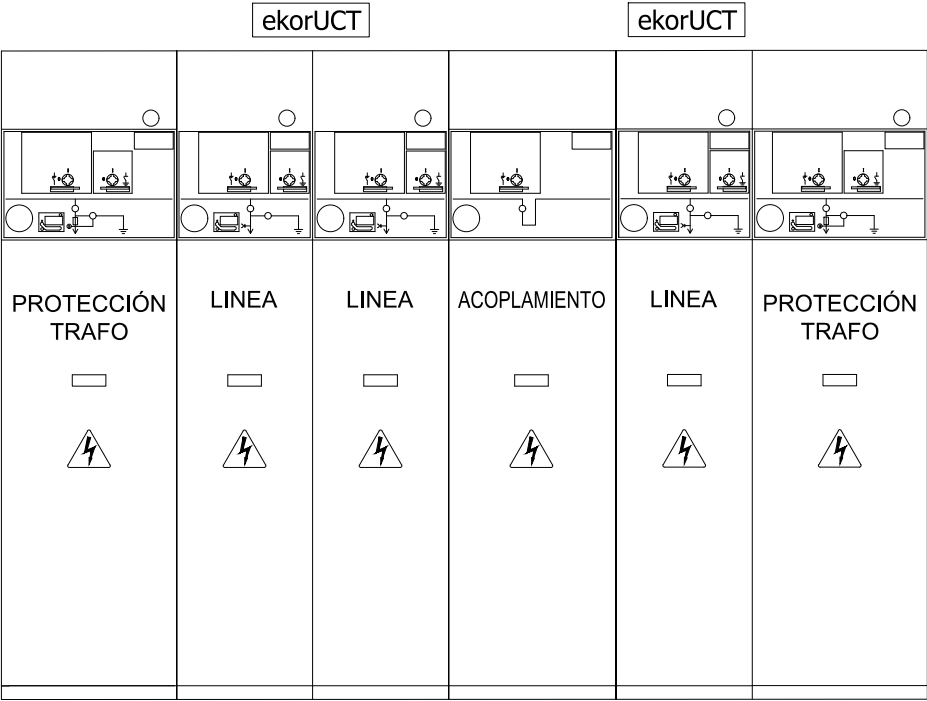 ekorUCT
ekorUCT
PROTECCIÓN
TRAFO
LINEA
LINEA
ACOPLAMIENTO
LINEA
PROTECCIÓN
TRAFO